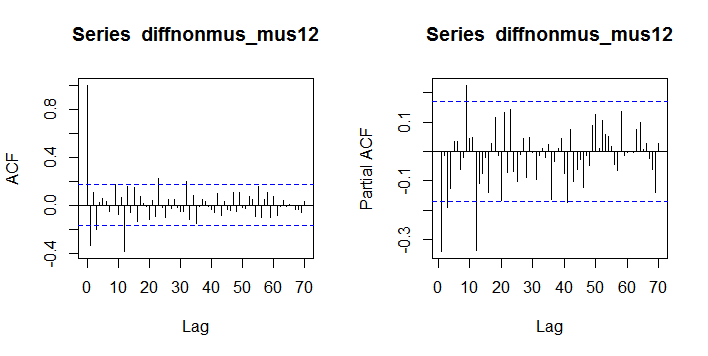 Series diffnonmus_mus12
ACF
0.8
0.4
0.0
-0.4
0 10 20 30 40 50 60 70
Lag
Series diffnonmus_mus12
Partial ACF
0.1
-0.1
-0.3
0 10 20 30 40 50 60 70
Lag